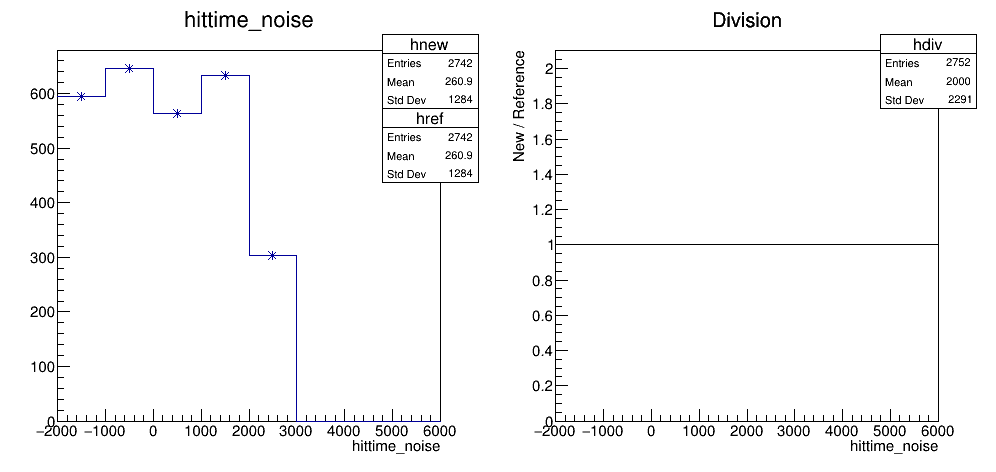 hittime_noise
hnew
Entries 2742
Mean 260.9
Std Dev 1284
href
Entries 2742
Mean 260.9
Std Dev 1284
600
500
400
300
200
100
0
−2000 −1000 0 1000 2000 3000 4000 5000 6000
hittime_noise
Division
hdiv
Entries 2752
Mean 2000
Std Dev 2291
New / Reference
2
1.8
1.6
1.4
1.2
1
0.8
0.6
0.4
0.2
0
−2000 −1000 0 1000 2000 3000 4000 5000 6000
hittime_noise